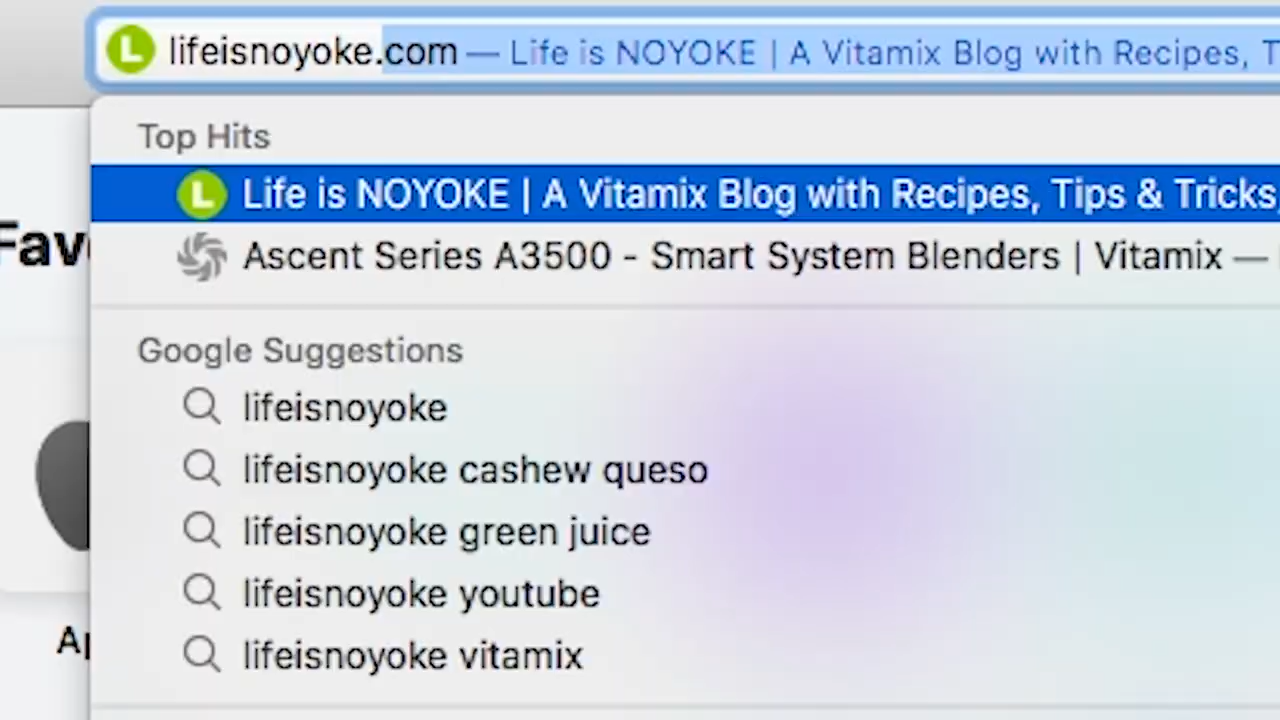 L lifeisnoyoke.com — Life is NOYOKE | A Vitamix Blog with Recipes, T
Top Hits
L Life is NOYOKE | A Vitamix Blog with Recipes, Tips & Tricks
Fav
Ascent Series A3500 - Smart System Blenders | Vitamix —
Google Suggestions
lifeisnoyoke
lifeisnoyoke cashew queso
lifeisnoyoke green juice
lifeisnoyoke youtube
Ap
lifeisnoyoke vitamix